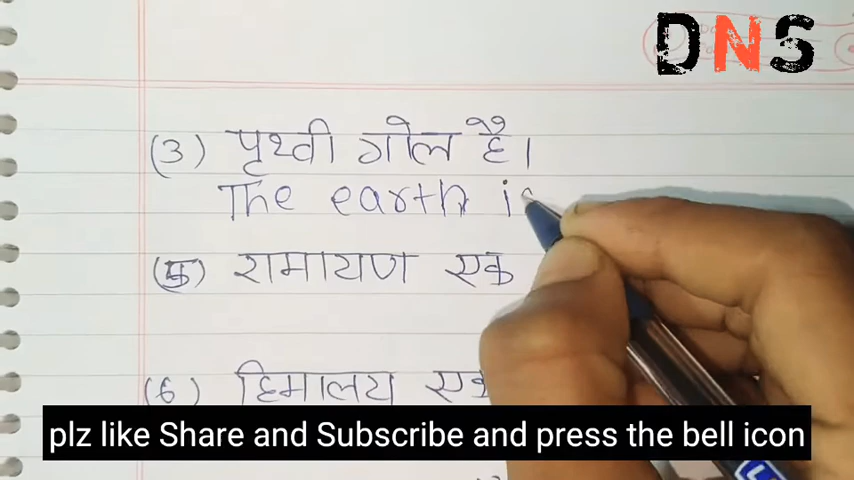 DNS
(3) पृथ्वी गोल है।
The earth is
(5) रामायण एक
(6) हिमालय एक
plz like Share and Subscribe and press the bell icon